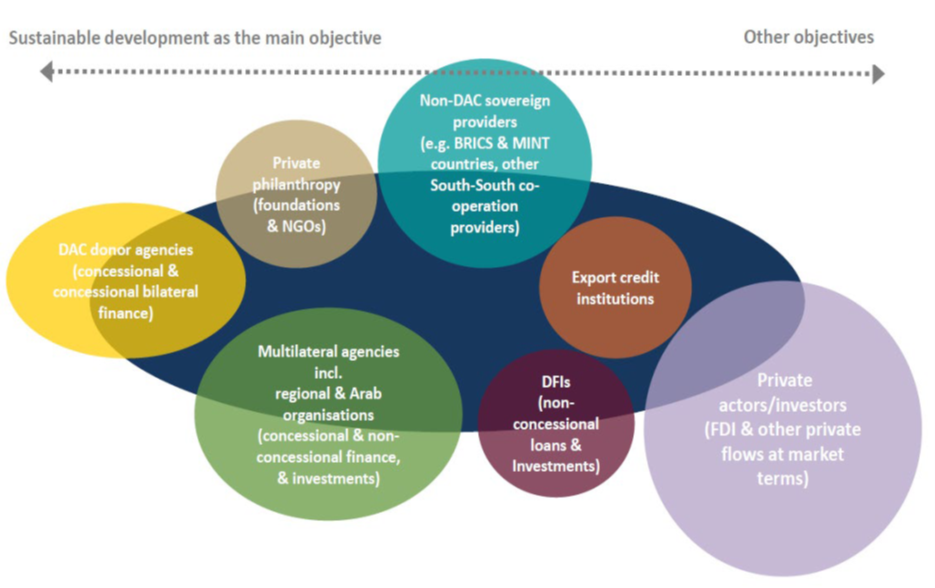 Sustainable development as the main objective
Other objectives
Non-DAC sovereign
providers
(e.g. BRICS & MINT
countries, other
South-South co-
operation
providers)
Private
philanthropy
(foundations
& NGOs)
DAC donor agencies
(concessional &
concessional bilateral
finance)
Export credit
institutions
Multilateral agencies
incl.
regional & Arab
organisations
(concessional & non-
concessional finance,
& investments)
DFIs
(non-
concessional
loans &
Investments)
Private
actors/investors
(FDI & other private
flows at market
terms)